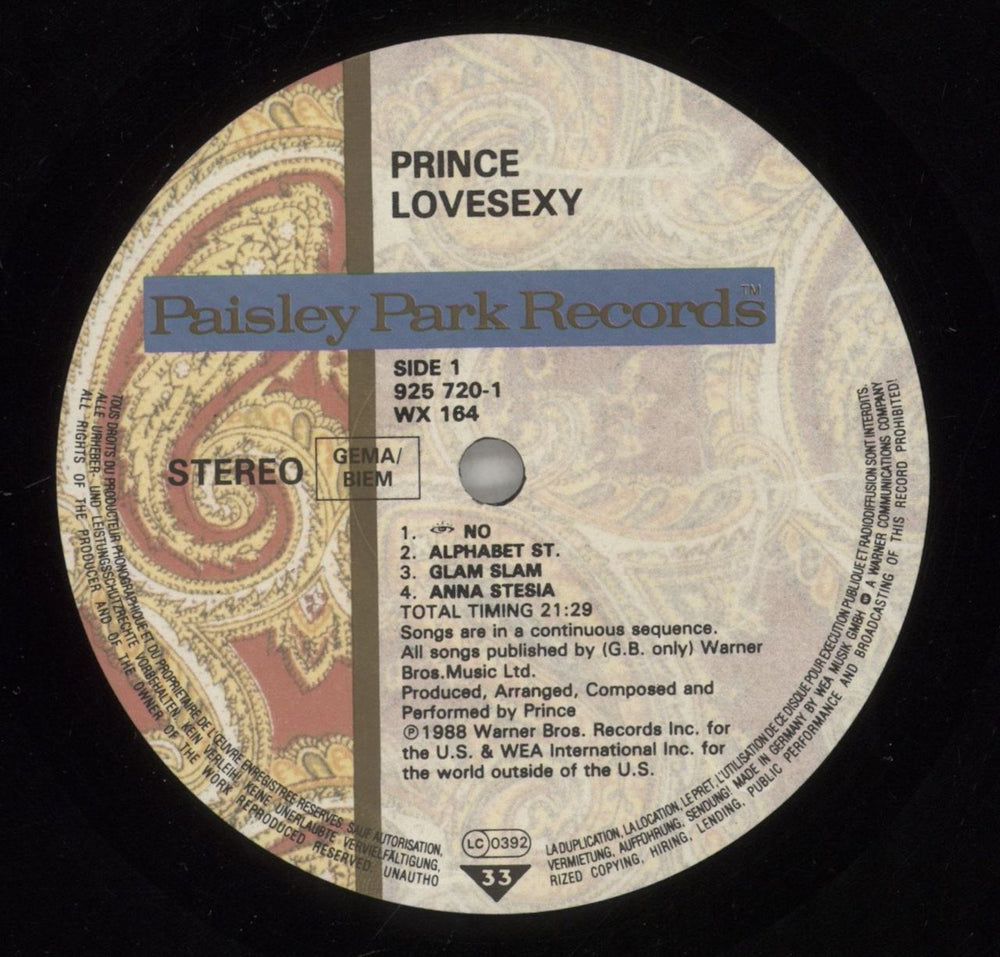 PRINCE
LOVESEXY
Paisley Park Records™
SIDE 1
925 720-1
WX 164
STEREO
GEMA/
BIEM
1. 👁 NO
2. ALPHABET ST.
3. GLAM SLAM
4. ANNA STESIA
TOTAL TIMING 21:29
Songs are in a continuous sequence.
All songs published by (G.B. only) Warner
Bros.Music Ltd.
Produced, Arranged, Composed and
Performed by Prince
℗1988 Warner Bros. Records Inc. for
the U.S. & WEA International Inc. for
the world outside of the U.S.
LC 0392
33
TOUS DROITS DU PRODUCTEUR PHONOGRAPHIQUE ET DU PROPRIETAIRE DE L'ŒUVRE ENREGISTREE RESERVES. SAUF AUTORISATION, LA DUPLICATION, LA LOCATION, LE PRET, L'UTILISATION DE CE DISQUE POUR EXECUTION PUBLIQUE ET RADIODIFFUSION SONT INTERDITS.
ALLE URHEBER- UND LEISTUNGSSCHUTZRECHTE VORBEHALTEN. KEIN VERLEIH! KEINE UNERLAUBTE VERVIELFÄLTIGUNG, VERMIETUNG, AUFFÜHRUNG, SENDUNG! MADE IN GERMANY BY WEA MUSIK GMBH A WARNER COMMUNICATIONS COMPANY
ALL RIGHTS OF THE PRODUCER AND OF THE OWNER OF THE WORK REPRODUCED RESERVED. UNAUTHORIZED COPYING, HIRING, LENDING, PUBLIC PERFORMANCE AND BROADCASTING OF THIS RECORD PROHIBITED!